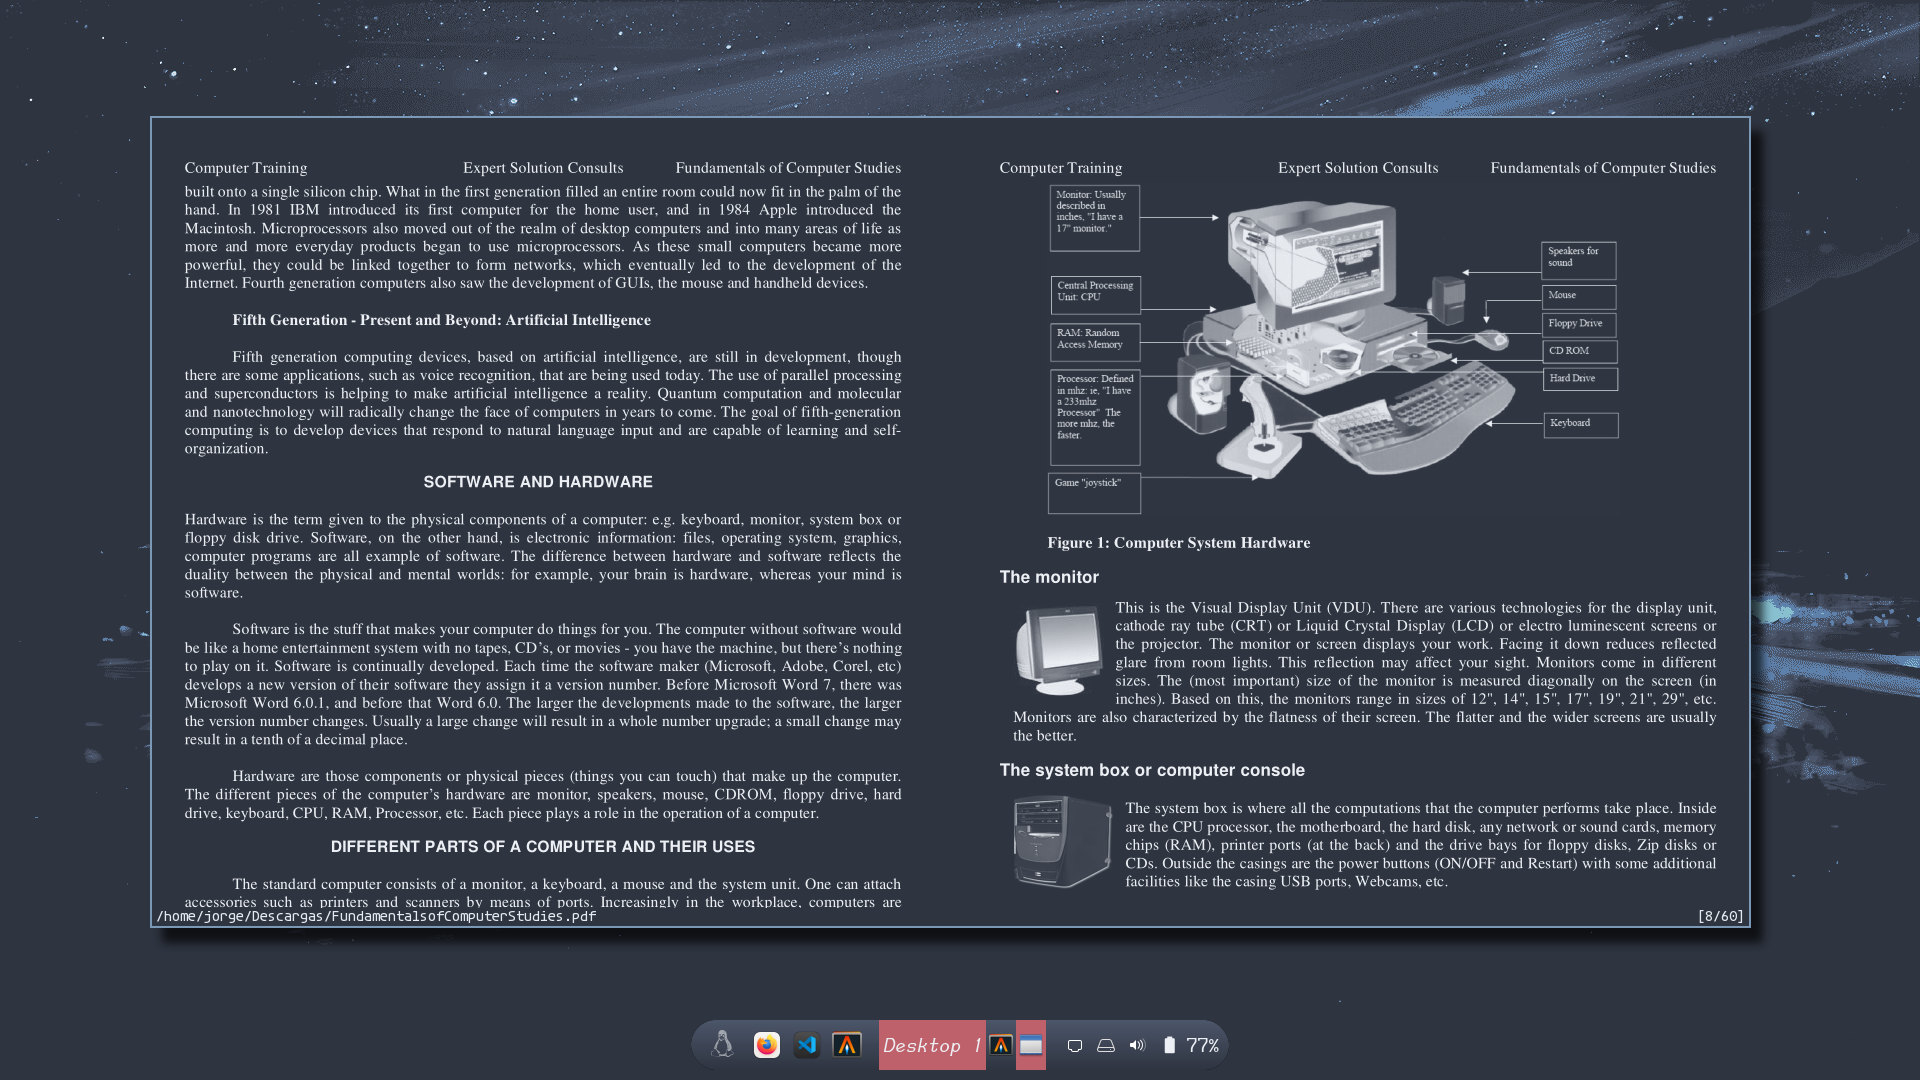 Computer Training Expert Solution Consults Fundamentals of Computer Studies
built onto a single silicon chip. What in the first generation filled an entire room could now fit in the palm of the
hand. In 1981 IBM introduced its first computer for the home user, and in 1984 Apple introduced the
Macintosh. Microprocessors also moved out of the realm of desktop computers and into many areas of life as
more and more everyday products began to use microprocessors. As these small computers became more
powerful, they could be linked together to form networks, which eventually led to the development of the
Internet. Fourth generation computers also saw the development of GUIs, the mouse and handheld devices.
Fifth Generation - Present and Beyond: Artificial Intelligence
Fifth generation computing devices, based on artificial intelligence, are still in development, though
there are some applications, such as voice recognition, that are being used today. The use of parallel processing
and superconductors is helping to make artificial intelligence a reality. Quantum computation and molecular
and nanotechnology will radically change the face of computers in years to come. The goal of fifth-generation
computing is to develop devices that respond to natural language input and are capable of learning and self-
organization.
SOFTWARE AND HARDWARE
Hardware is the term given to the physical components of a computer: e.g. keyboard, monitor, system box or
floppy disk drive. Software, on the other hand, is electronic information: files, operating system, graphics,
computer programs are all example of software. The difference between hardware and software reflects the
duality between the physical and mental worlds: for example, your brain is hardware, whereas your mind is
software.
Software is the stuff that makes your computer do things for you. The computer without software would
be like a home entertainment system with no tapes, CD's, or movies - you have the machine, but there's nothing
to play on it. Software is continually developed. Each time the software maker (Microsoft, Adobe, Corel, etc)
develops a new version of their software they assign it a version number. Before Microsoft Word 7, there was
Microsoft Word 6.0.1, and before that Word 6.0. The larger the developments made to the software, the larger
the version number changes. Usually a large change will result in a whole number upgrade; a small change may
result in a tenth of a decimal place.
Hardware are those components or physical pieces (things you can touch) that make up the computer.
The different pieces of the computer's hardware are monitor, speakers, mouse, CDROM, floppy drive, hard
drive, keyboard, CPU, RAM, Processor, etc. Each piece plays a role in the operation of a computer.
DIFFERENT PARTS OF A COMPUTER AND THEIR USES
The standard computer consists of a monitor, a keyboard, a mouse and the system unit. One can attach
accessories such as printers and scanners by means of ports. Increasingly in the workplace, computers are
Computer Training Expert Solution Consults Fundamentals of Computer Studies
Monitor: Usually
described in
inches, "I have a
17" monitor."
Central Processing
Unit: CPU
RAM: Random
Access Memory
Processor: Defined
in mhz: ie, "I have
a 233mhz
Processor" The
more mhz, the
faster.
Game "joystick"
Speakers for
sound
Mouse
Floppy Drive
CD ROM
Hard Drive
Keyboard
Figure 1: Computer System Hardware
The monitor
This is the Visual Display Unit (VDU). There are various technologies for the display unit,
cathode ray tube (CRT) or Liquid Crystal Display (LCD) or electro luminescent screens or
the projector. The monitor or screen displays your work. Facing it down reduces reflected
glare from room lights. This reflection may affect your sight. Monitors come in different
sizes. The (most important) size of the monitor is measured diagonally on the screen (in
inches). Based on this, the monitors range in sizes of 12", 14", 15", 17", 19", 21", 29", etc.
Monitors are also characterized by the flatness of their screen. The flatter and the wider screens are usually
the better.
The system box or computer console
The system box is where all the computations that the computer performs take place. Inside
are the CPU processor, the motherboard, the hard disk, any network or sound cards, memory
chips (RAM), printer ports (at the back) and the drive bays for floppy disks, Zip disks or
CDs. Outside the casings are the power buttons (ON/OFF and Restart) with some additional
facilities like the casing USB ports, Webcams, etc.
/home/jorge/Descargas/FundamentalsofComputerStudies.pdf [8/60]
Desktop 1 77%